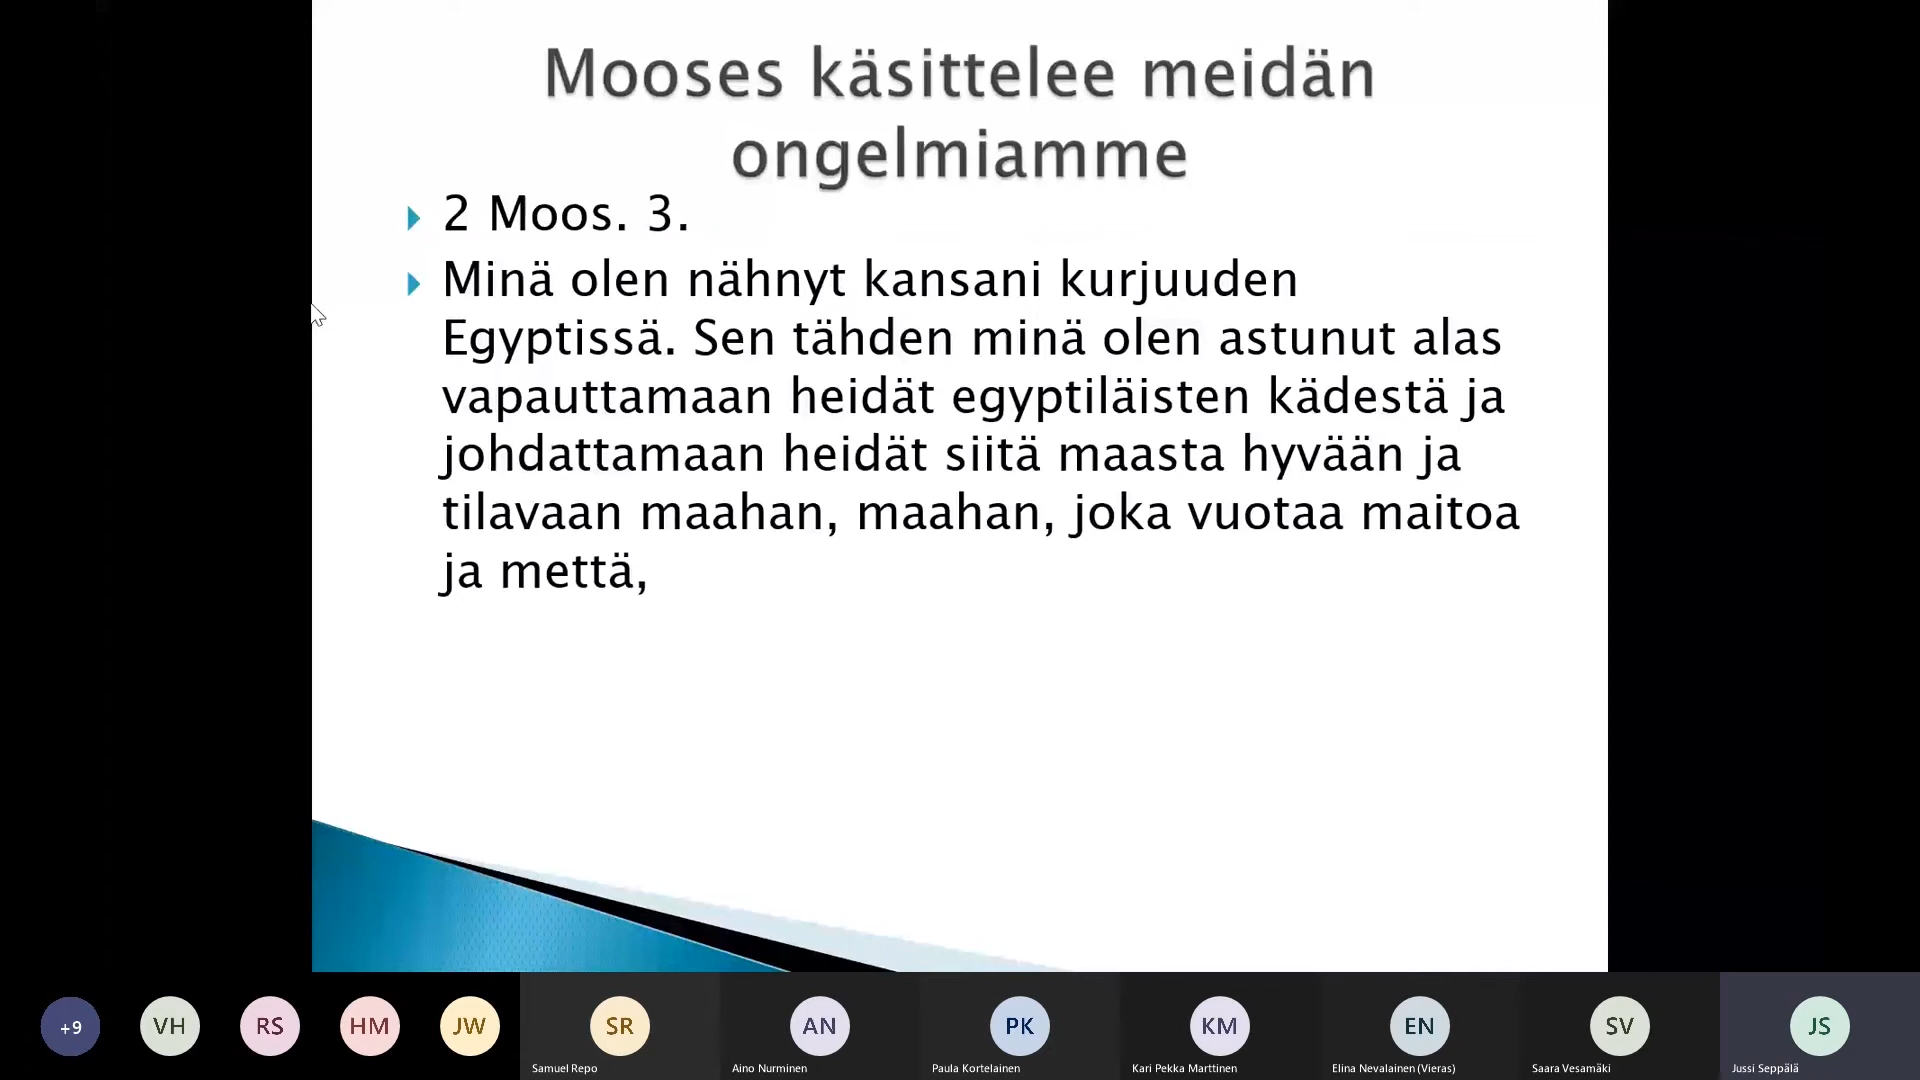 Mooses käsittelee meidän
ongelmiamme
2 Moos. 3.
Minä olen nähnyt kansani kurjuuden
Egyptissä. Sen tähden minä olen astunut alas
vapauttamaan heidät egyptiläisten kädestä ja
johdattamaan heidät siitä maasta hyvään ja
tilavaan maahan, maahan, joka vuotaa maitoa
ja mettä,
+9 VH RS HM JW SR AN PK KM EN SV JS
Samuel Repo Aino Nurminen Paula Kortelainen Kari Pekka Marttinen Elina Nevalainen (Vieras) Saara Vesamäki Jussi Seppälä